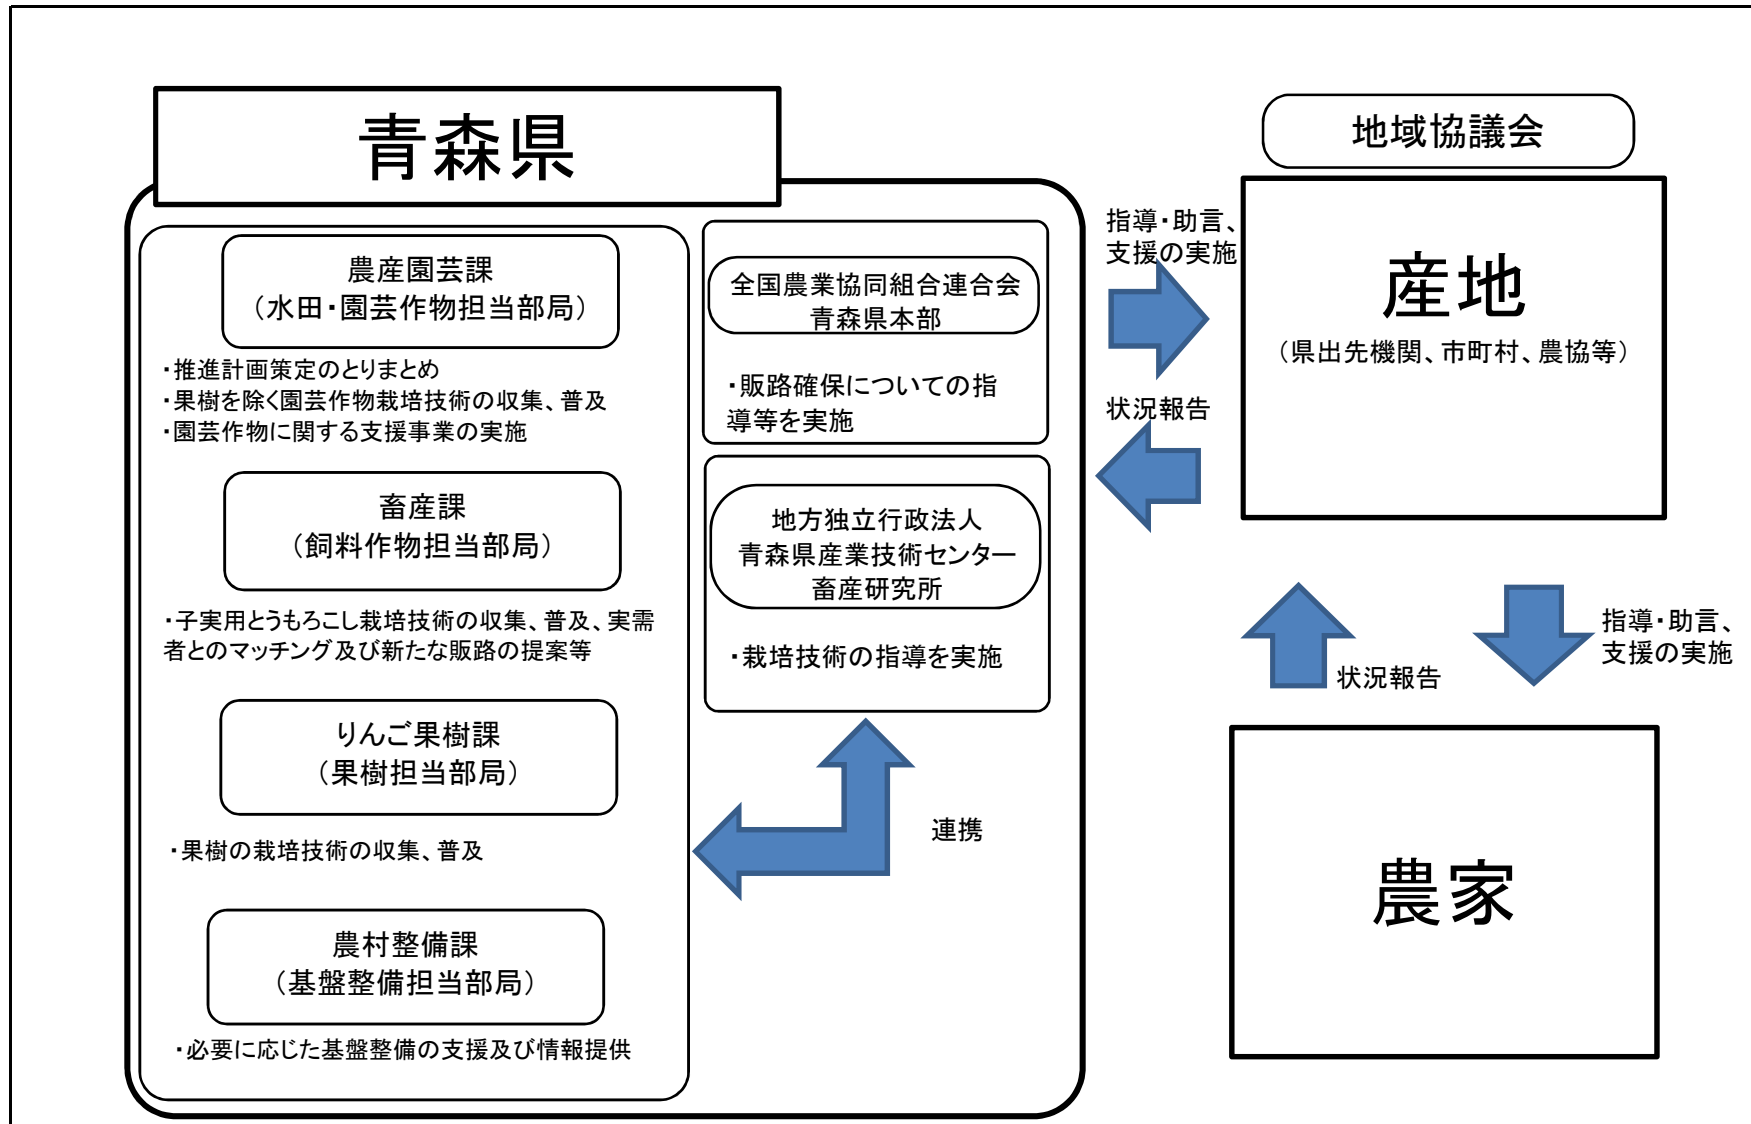 青森県
農産園芸課
（水田・園芸作物担当部局）
・推進計画策定のとりまとめ
・果樹を除く園芸作物栽培技術の収集、普及
・園芸作物に関する支援事業の実施
畜産課
（飼料作物担当部局）
・子実用とうもろこし栽培技術の収集、普及、実需
者とのマッチング及び新たな販路の提案等
りんご果樹課
（果樹担当部局）
・果樹の栽培技術の収集、普及
農村整備課
（基盤整備担当部局）
・必要に応じた基盤整備の支援及び情報提供
全国農業協同組合連合会
青森県本部
・販路確保についての指
導等を実施
地方独立行政法人
青森県産業技術センター
畜産研究所
・栽培技術の指導を実施
連携
指導・助言、
支援の実施
状況報告
地域協議会
産地
（県出先機関、市町村、農協等）
状況報告
指導・助言、
支援の実施
農家